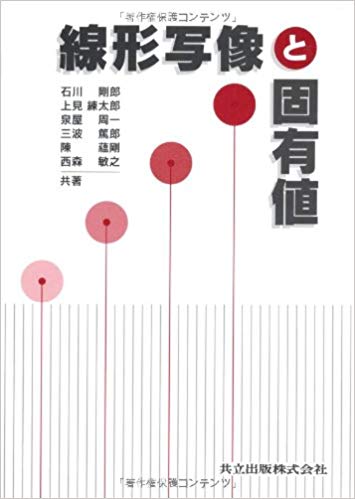 「著作権保護コンテンツ」
線形写像と
固有値
石川 剛郎
上見 練太郎
泉屋 周一
三波 篤郎
陳 蘊剛
西森 敏之
共著
共立出版株式会社
「著作権保護コンテンツ」